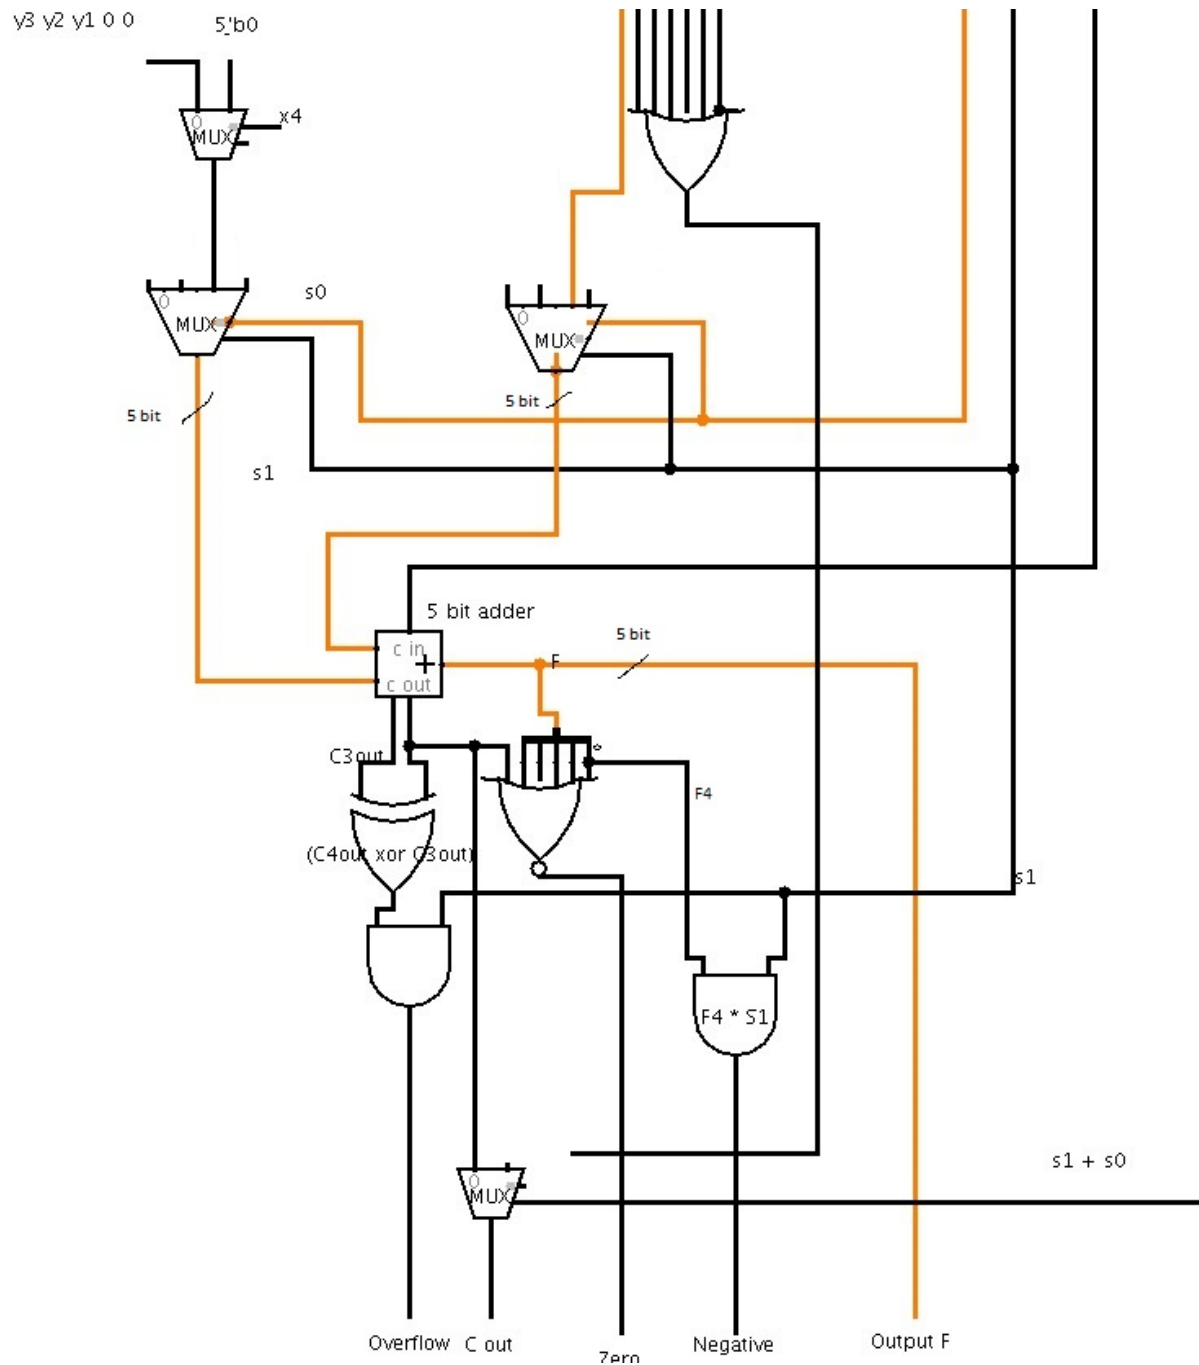 y3 y2 y1 0 0
5'b0
0
MUX
x4
0
MUX
s0
0
MUX
5 bit
5 bit
s1
5 bit adder
c in
+
c out
5 bit
F
C3out
F4
(C4out xor C3out)
s1
F4 * S1
s1 + s0
0
MUX
Overflow
C out
Zero
Negative
Output F